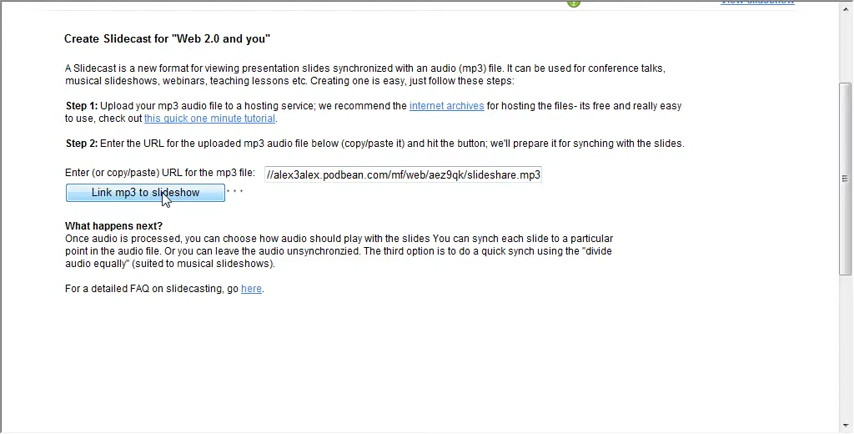 View slideshow
Create Slidecast for "Web 2.0 and you"
A Slidecast is a new format for viewing presentation slides synchronized with an audio (mp3) file. It can be used for conference talks,
musical slideshows, webinars, teaching lessons etc. Creating one is easy, just follow these steps:
Step 1: Upload your mp3 audio file to a hosting service; we recommend the internet archives for hosting the files- its free and really easy
to use, check out this quick one minute tutorial.
Step 2: Enter the URL for the uploaded mp3 audio file below (copy/paste it) and hit the button; we'll prepare it for synching with the slides.
Enter (or copy/paste) URL for the mp3 file: //alex3alex.podbean.com/mf/web/aez9qk/slideshare.mp3
Link mp3 to slideshow
What happens next?
Once audio is processed, you can choose how audio should play with the slides You can synch each slide to a particular
point in the audio file. Or you can leave the audio unsynchronzied. The third option is to do a quick synch using the "divide
audio equally" (suited to musical slideshows).
For a detailed FAQ on slidecasting, go here.